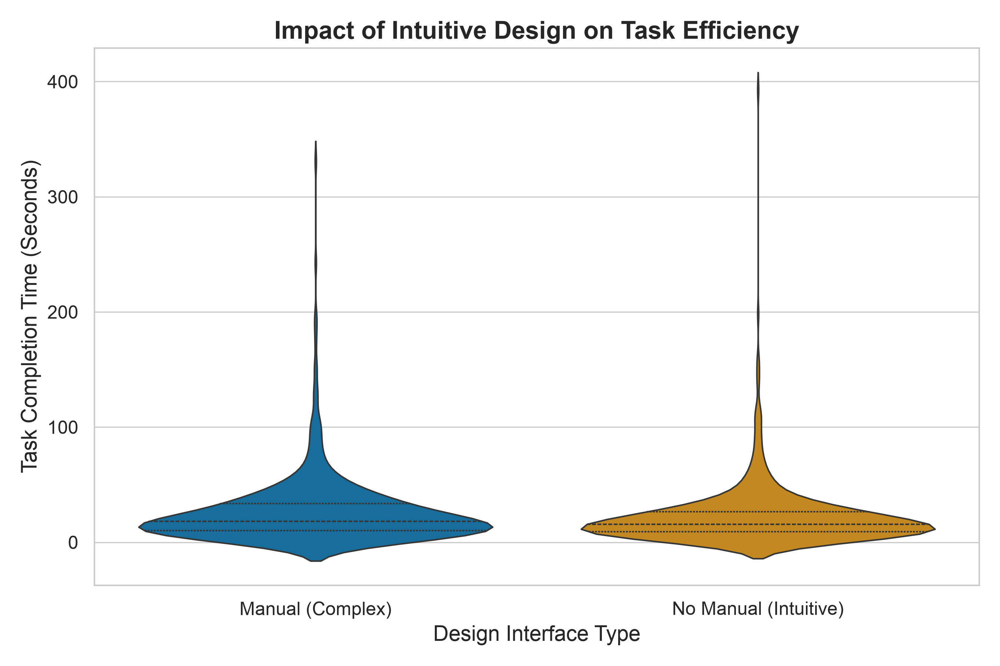 Impact of Intuitive Design on Task Efficiency
Task Completion Time (Seconds)
400
300
200
100
0
Manual (Complex)
No Manual (Intuitive)
Design Interface Type